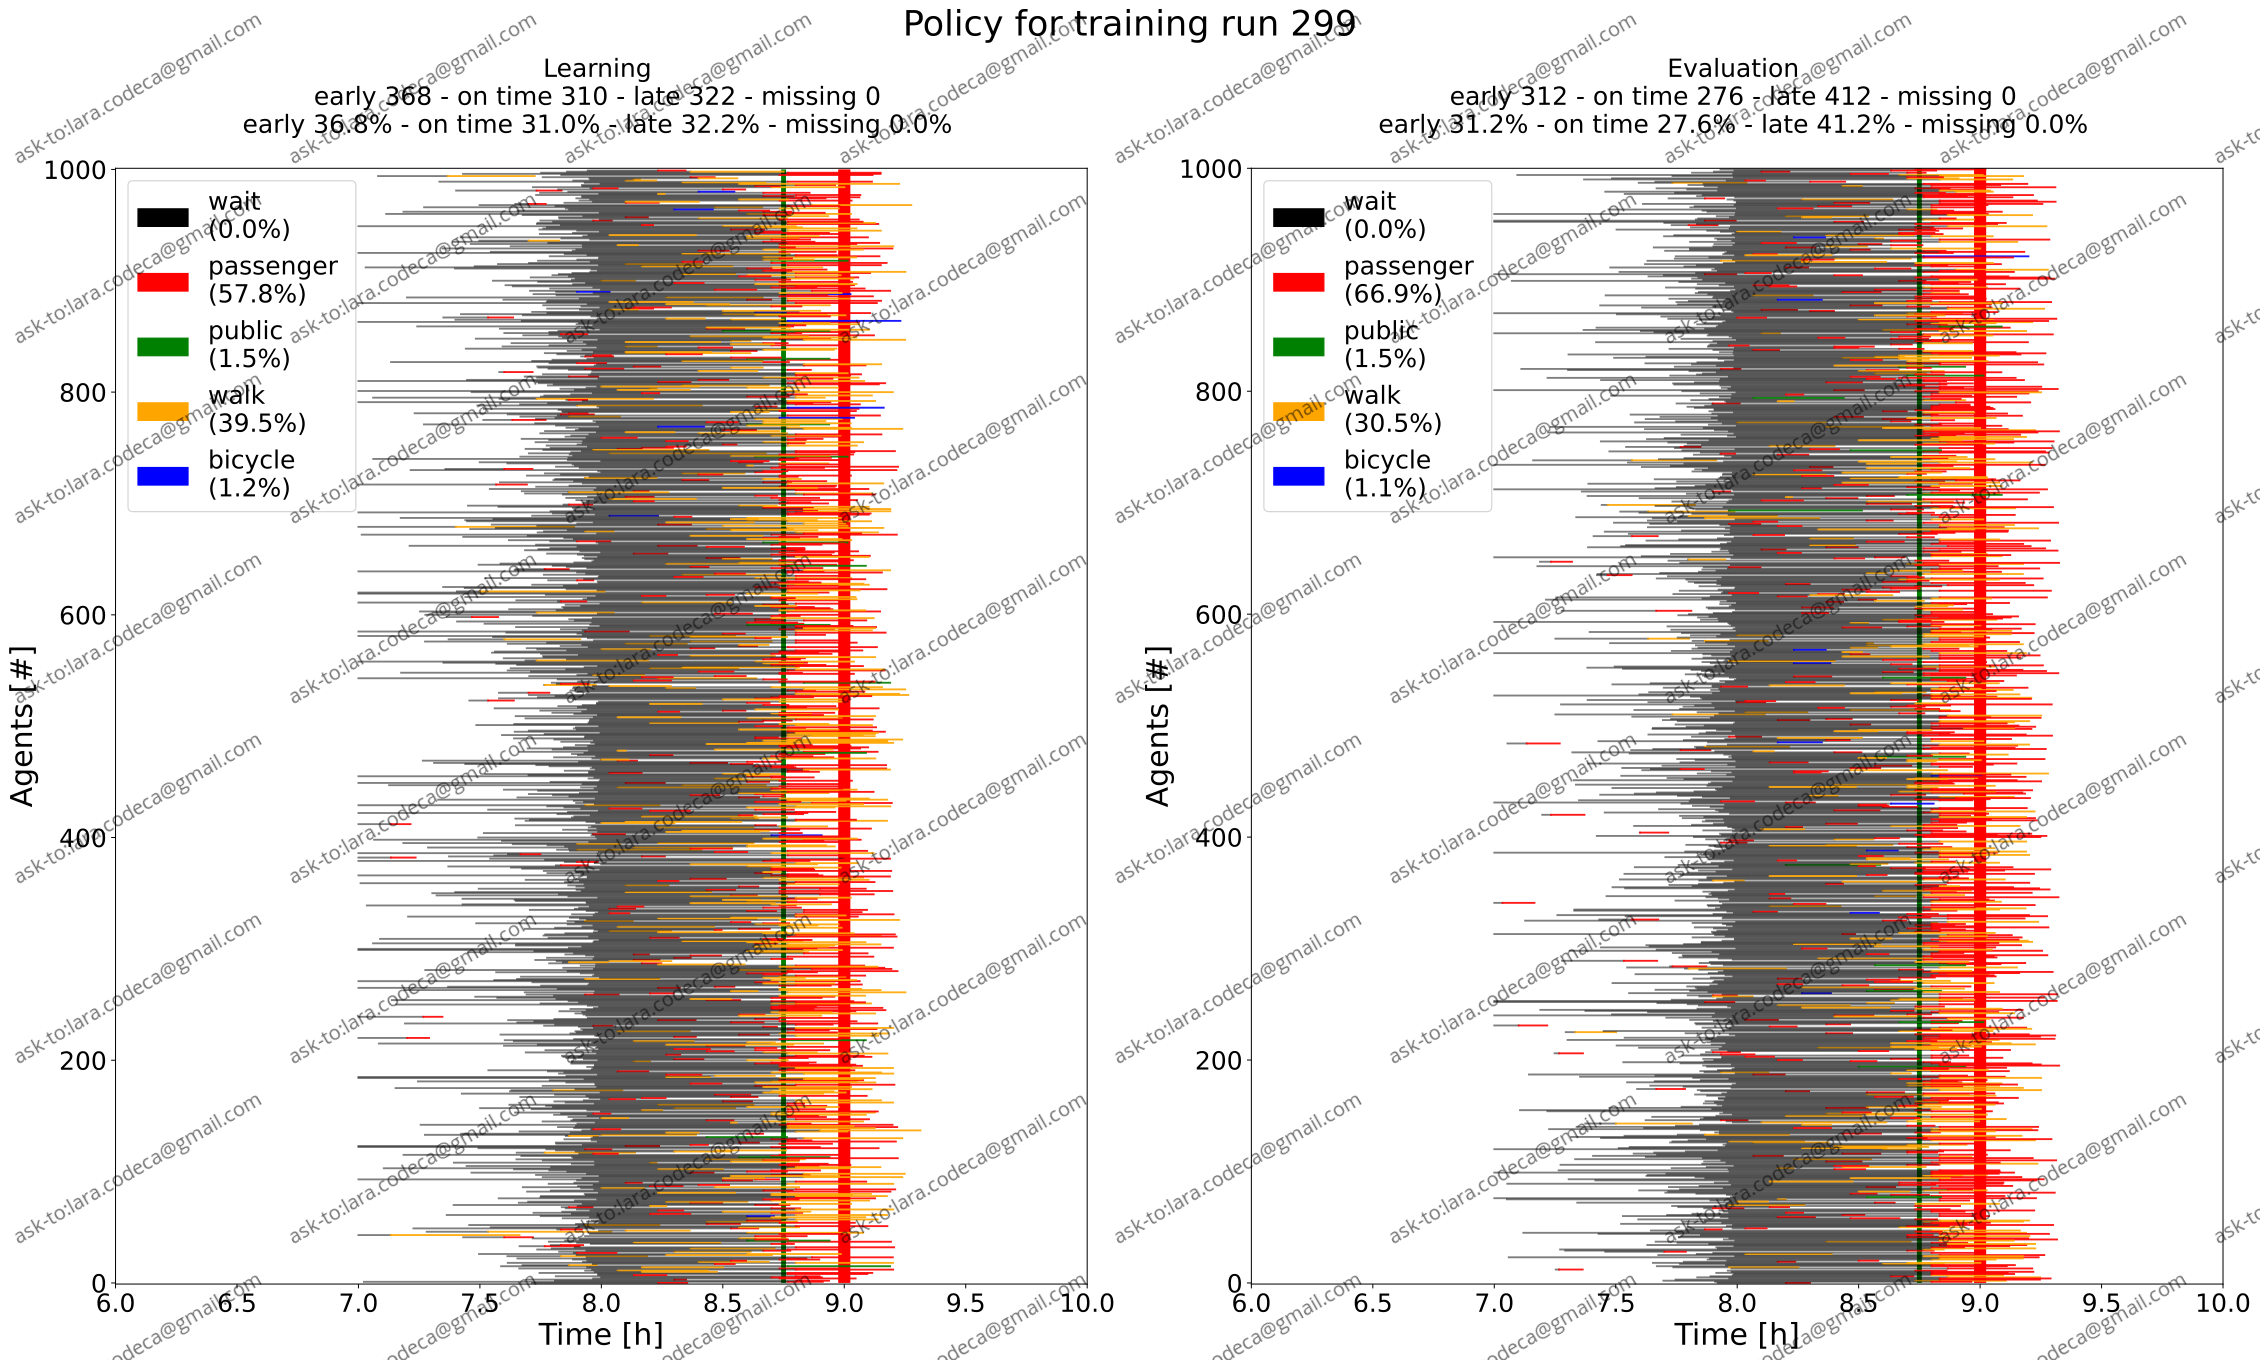 Policy for training run 299
Learning
early 368 - on time 310 - late 322 - missing 0
early 36.8% - on time 31.0% - late 32.2% - missing 0.0%
1000
800
600
400
200
0
Agents [#]
wait
(0.0%)
passenger
(57.8%)
public
(1.5%)
walk
(39.5%)
bicycle
(1.2%)
6.0 6.5 7.0 7.5 8.0 8.5 9.0 9.5 10.0
Time [h]
Evaluation
early 312 - on time 276 - late 412 - missing 0
early 31.2% - on time 27.6% - late 41.2% - missing 0.0%
1000
800
600
400
200
0
Agents [#]
wait
(0.0%)
passenger
(66.9%)
public
(1.5%)
walk
(30.5%)
bicycle
(1.1%)
6.0 6.5 7.0 7.5 8.0 8.5 9.0 9.5 10.0
Time [h]
ask-to:lara.codeca@gmail.com